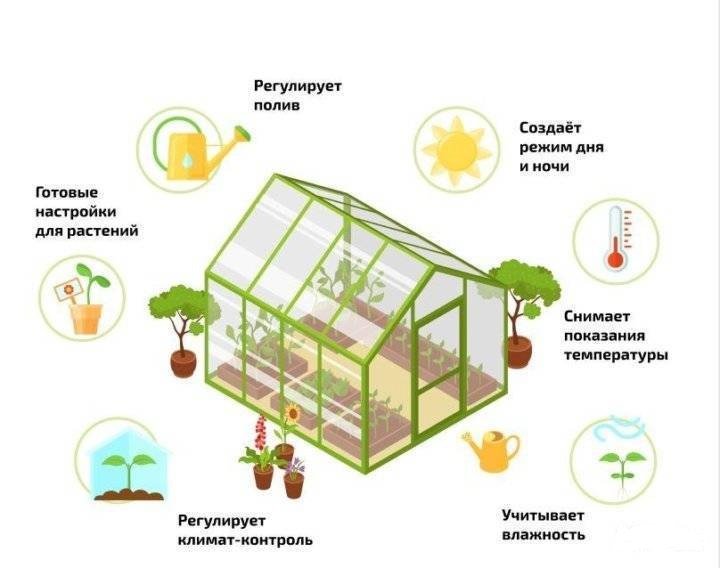 Регулирует
полив
Создаёт
режим дня
и ночи
Готовые
настройки
для растений
Снимает
показания
температуры
Регулирует
климат-контроль
Учитывает
влажность